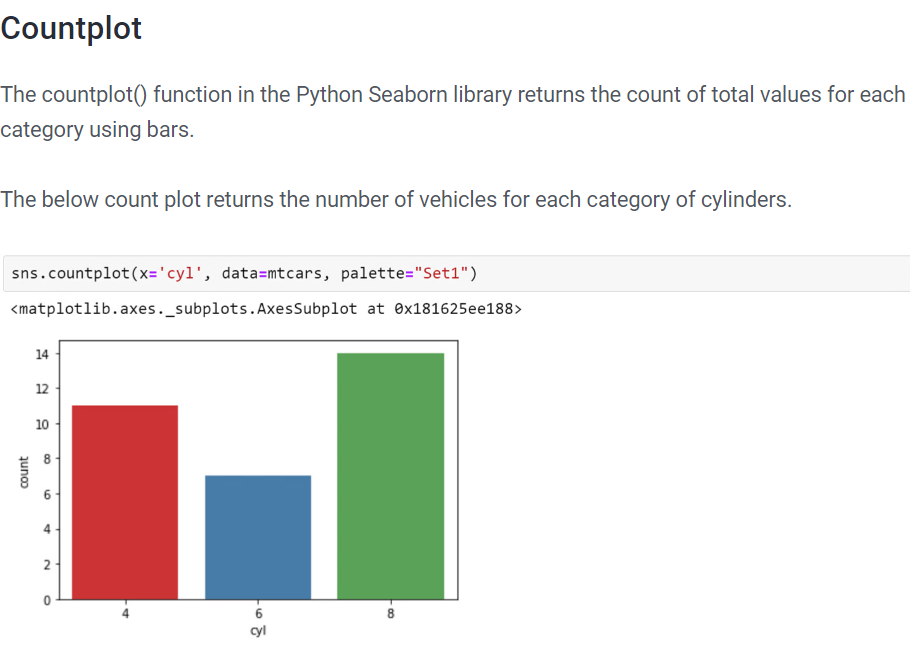 Countplot
The countplot() function in the Python Seaborn library returns the count of total values for each
category using bars.
The below count plot returns the number of vehicles for each category of cylinders.
sns.countplot(x='cyl', data=mtcars, palette="Set1")
<matplotlib.axes._subplots.AxesSubplot at 0x181625ee188>
14
12
10
8
6
4
2
0
count
4 6 8
cyl